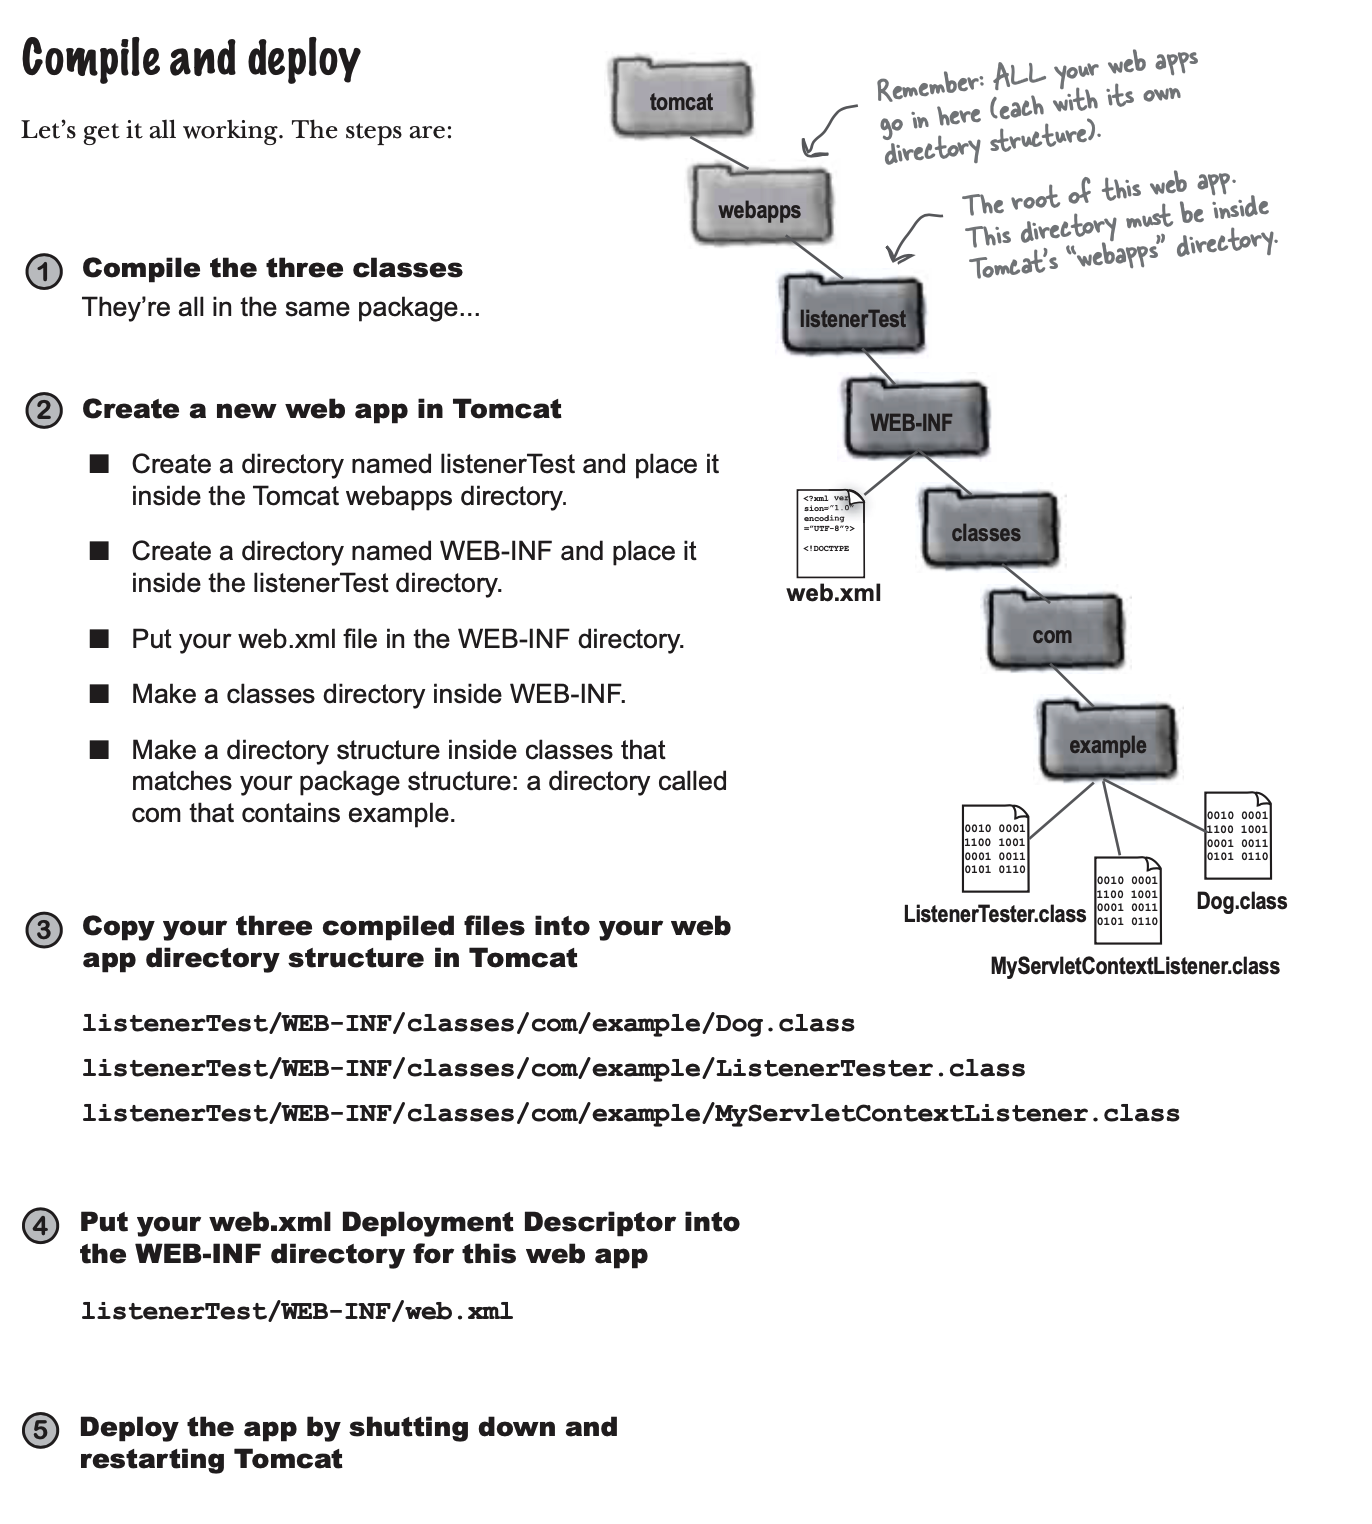 Compile and deploy
Let's get it all working. The steps are:
tomcat
Remember: ALL your web apps
go in here (each with its own
directory structure).
webapps
The root of this web app.
This directory must be inside
Tomcat's "webapps" directory.
listenerTest
WEB-INF
<?xml ver
sion="1.0"
encoding
="UTF-8"?>
<!DOCTYPE
web.xml
classes
com
example
0010 0001
1100 1001
0001 0011
0101 0110
ListenerTester.class
0010 0001
1100 1001
0001 0011
0101 0110
MyServletContextListener.class
0010 0001
1100 1001
0001 0011
0101 0110
Dog.class
1 Compile the three classes
They're all in the same package...
2 Create a new web app in Tomcat
■ Create a directory named listenerTest and place it
inside the Tomcat webapps directory.
■ Create a directory named WEB-INF and place it
inside the listenerTest directory.
■ Put your web.xml file in the WEB-INF directory.
■ Make a classes directory inside WEB-INF.
■ Make a directory structure inside classes that
matches your package structure: a directory called
com that contains example.
3 Copy your three compiled files into your web
app directory structure in Tomcat
listenerTest/WEB-INF/classes/com/example/Dog.class
listenerTest/WEB-INF/classes/com/example/ListenerTester.class
listenerTest/WEB-INF/classes/com/example/MyServletContextListener.class
4 Put your web.xml Deployment Descriptor into
the WEB-INF directory for this web app
listenerTest/WEB-INF/web.xml
5 Deploy the app by shutting down and
restarting Tomcat